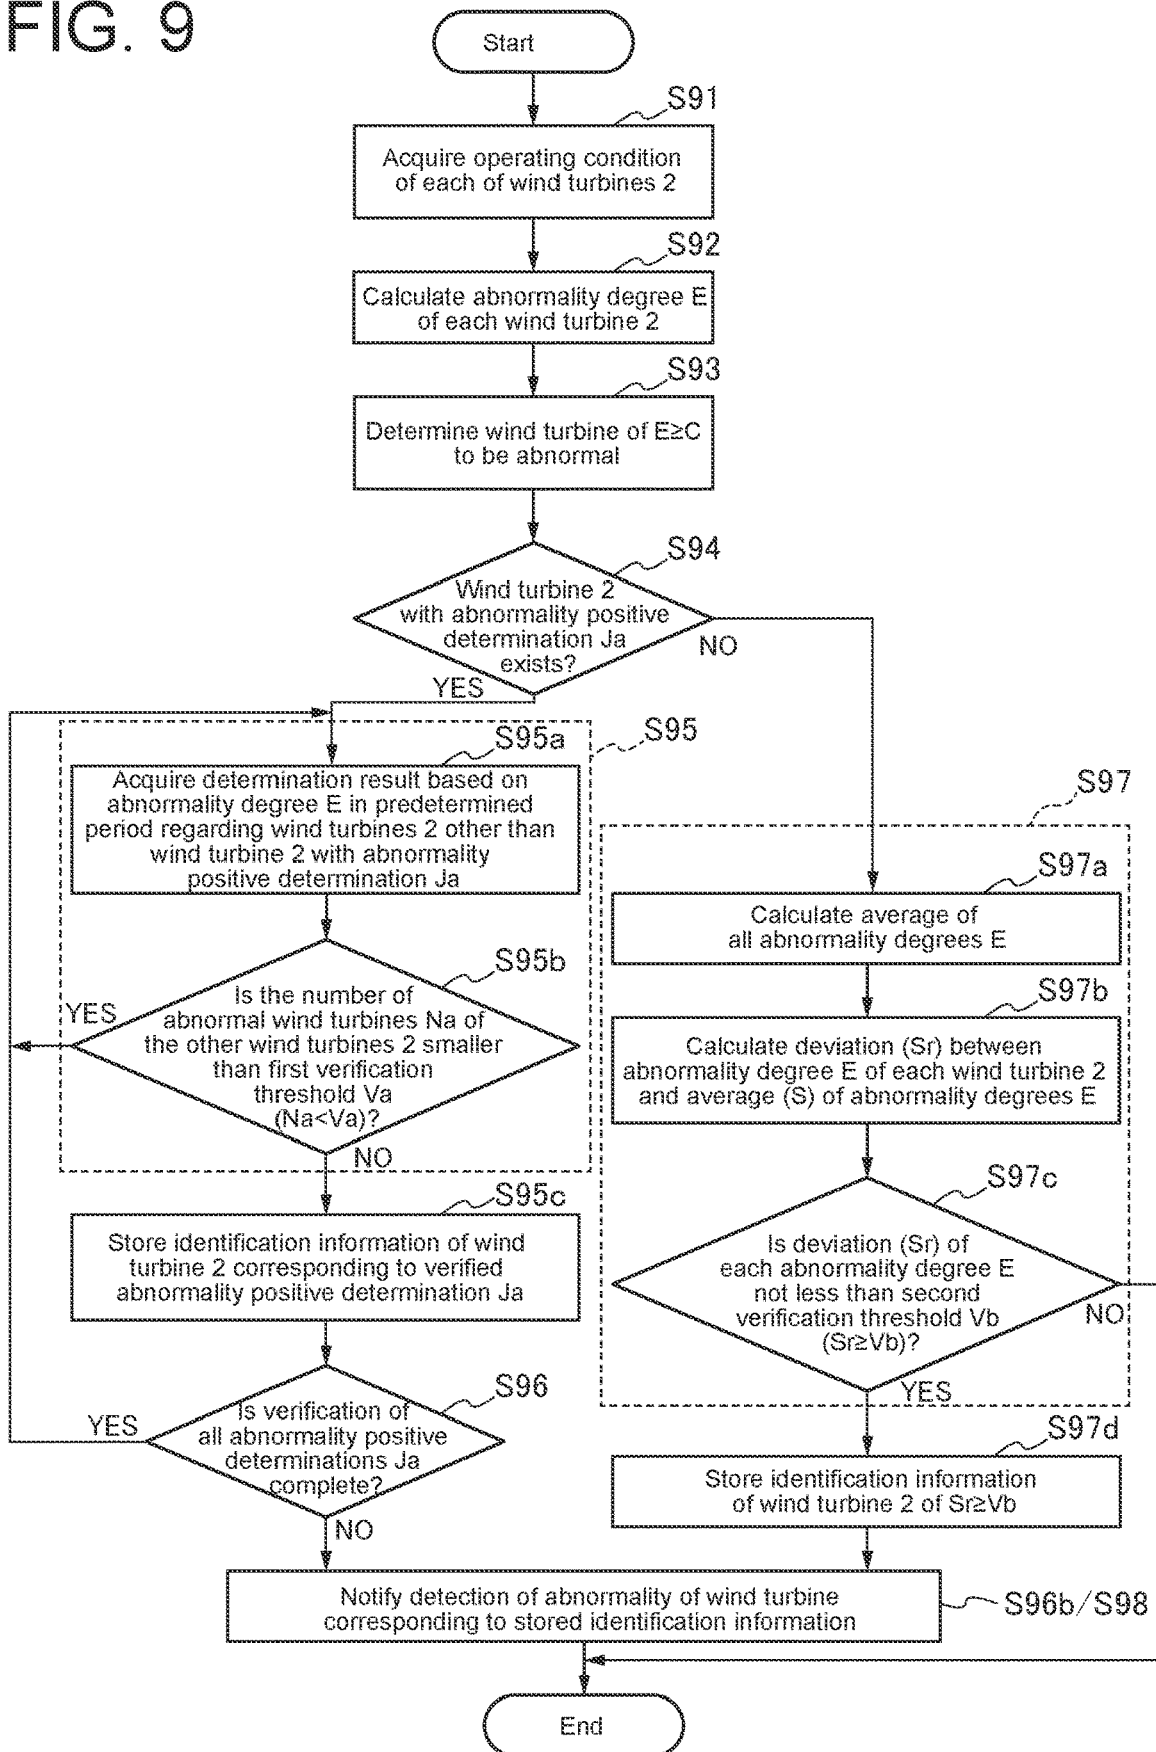 FIG. 9
Start
S91
Acquire operating condition
of each of wind turbines 2
S92
Calculate abnormality degree E
of each wind turbine 2
S93
Determine wind turbine of E≥C
to be abnormal
S94
Wind turbine 2
with abnormality positive
determination Ja
exists?
NO
YES
S95
S95a
Acquire determination result based on
abnormality degree E in predetermined
period regarding wind turbines 2 other than
wind turbine 2 with abnormality
positive determination Ja
S95b
Is the number of
abnormal wind turbines Na of
the other wind turbines 2 smaller
than first verification
threshold Va
(Na<Va)?
YES
NO
S95c
Store identification information of wind
turbine 2 corresponding to verified
abnormality positive determination Ja
S96
Is verification of
all abnormality positive
determinations Ja
complete?
YES
NO
S97
S97a
Calculate average of
all abnormality degrees E
S97b
Calculate deviation (Sr) between
abnormality degree E of each wind turbine 2
and average (S) of abnormality degrees E
S97c
Is deviation (Sr) of
each abnormality degree E
not less than second
verification threshold Vb
(Sr≥Vb)?
NO
YES
S97d
Store identification information
of wind turbine 2 of Sr≥Vb
Notify detection of abnormality of wind turbine
corresponding to stored identification information
S96b/S98
End